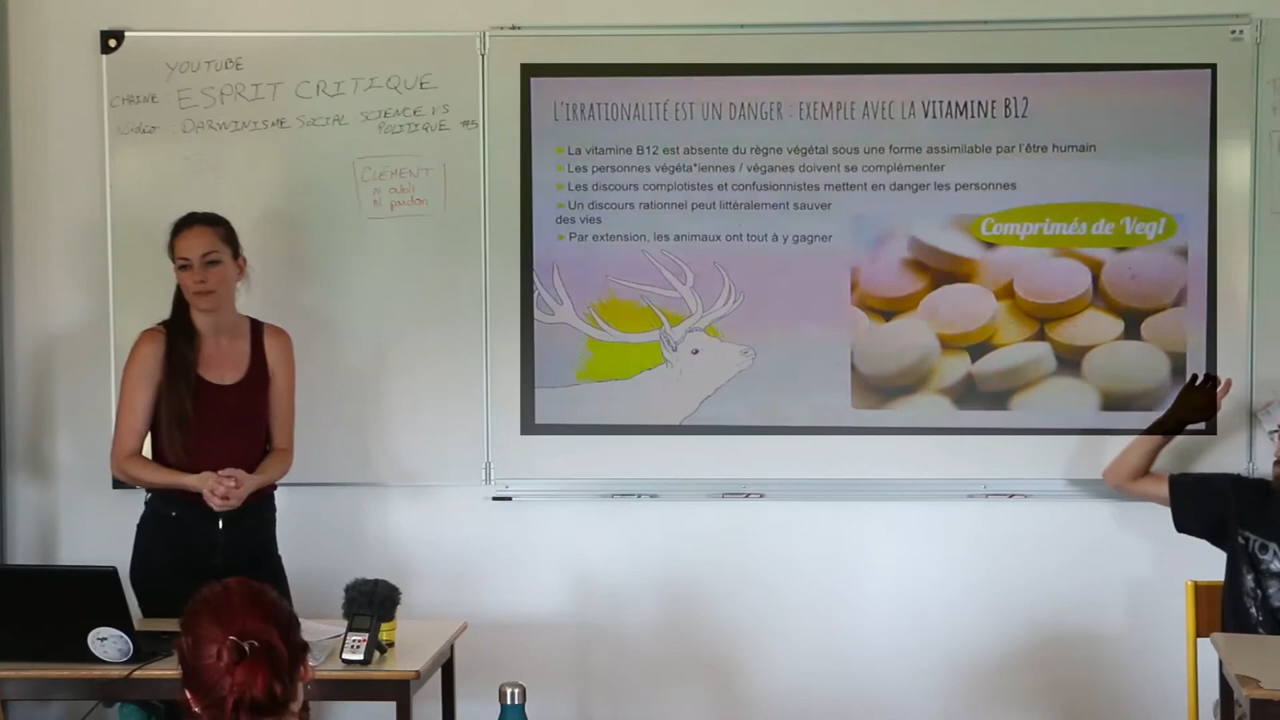 YOUTUBE
CHAINE : ESPRIT CRITIQUE
Vidéo : DARWINISME SOCIAL SCIENCE VS
POLITIQUE #5
CLÉMENT
Ni oubli
Ni pardon
L'IRRATIONALITÉ EST UN DANGER : EXEMPLE AVEC LA VITAMINE B12
La vitamine B12 est absente du règne végétal sous une forme assimilable par l'être humain
Les personnes végéta*iennes / véganes doivent se complémenter
Les discours complotistes et confusionnistes mettent en danger les personnes
Un discours rationnel peut littéralement sauver
des vies
Par extension, les animaux ont tout à y gagner
Comprimés de Veg1